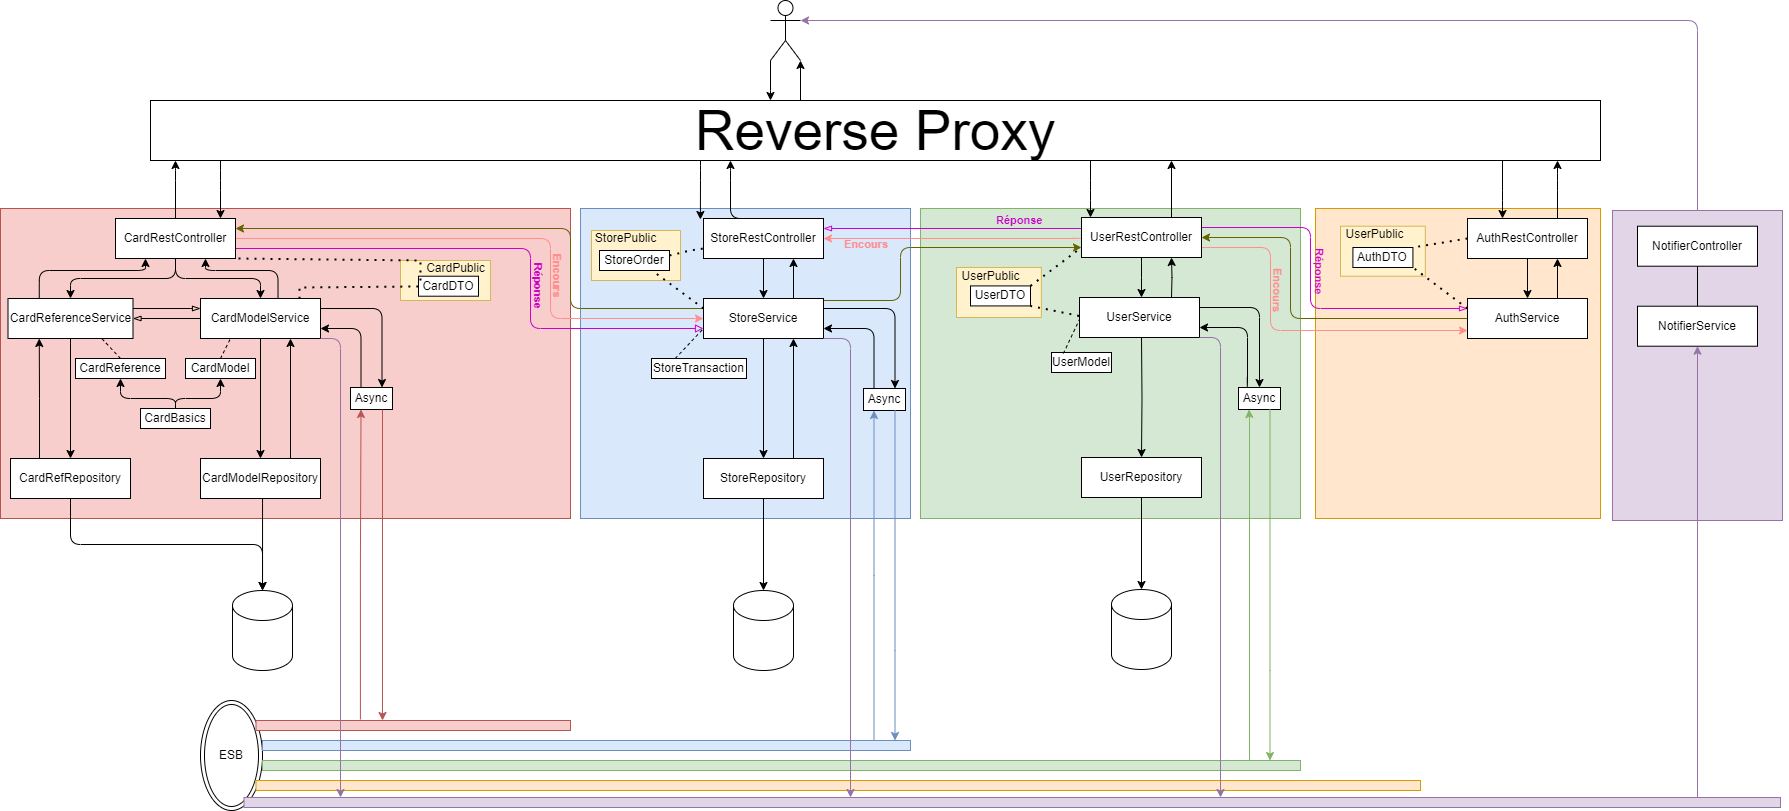 Reverse Proxy
CardRestController
CardPublic
CardDTO
Encours
Réponse
CardReferenceService
CardModelService
CardReference
CardModel
CardBasics
Async
CardRefRepository
CardModelRepository
StorePublic
StoreOrder
StoreRestController
StoreService
StoreTransaction
Async
StoreRepository
Réponse
Encours
UserRestController
UserPublic
UserDTO
UserService
UserModel
Async
UserRepository
Encours
Réponse
UserPublic
AuthDTO
AuthRestController
AuthService
NotifierController
NotifierService
ESB